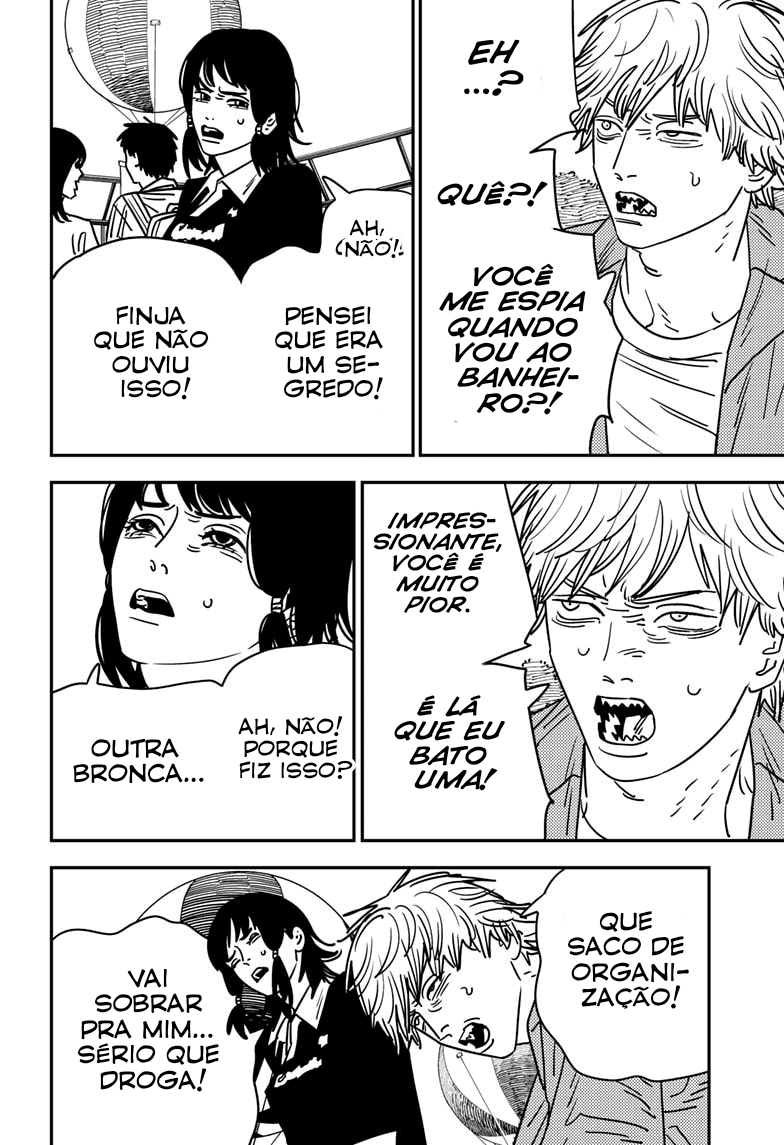 EH
...?
QUÊ?!
VOCÊ
ME ESPIA
QUANDO
VOU AO
BANHEI-
RO?!
AH,
NÃO!
PENSEI
QUE ERA
UM SE-
GREDO!
FINJA
QUE NÃO
OUVIU
ISSO!
IMPRES-
SIONANTE,
VOCÊ É
MUITO
PIOR.
É LÁ
QUE EU
BATO
UMA!
AH, NÃO!
PORQUE
FIZ ISSO?
OUTRA
BRONCA...
QUE
SACO DE
ORGANI-
ZAÇÃO!
VAI
SOBRAR
PRA MIM...
SÉRIO QUE
DROGA!